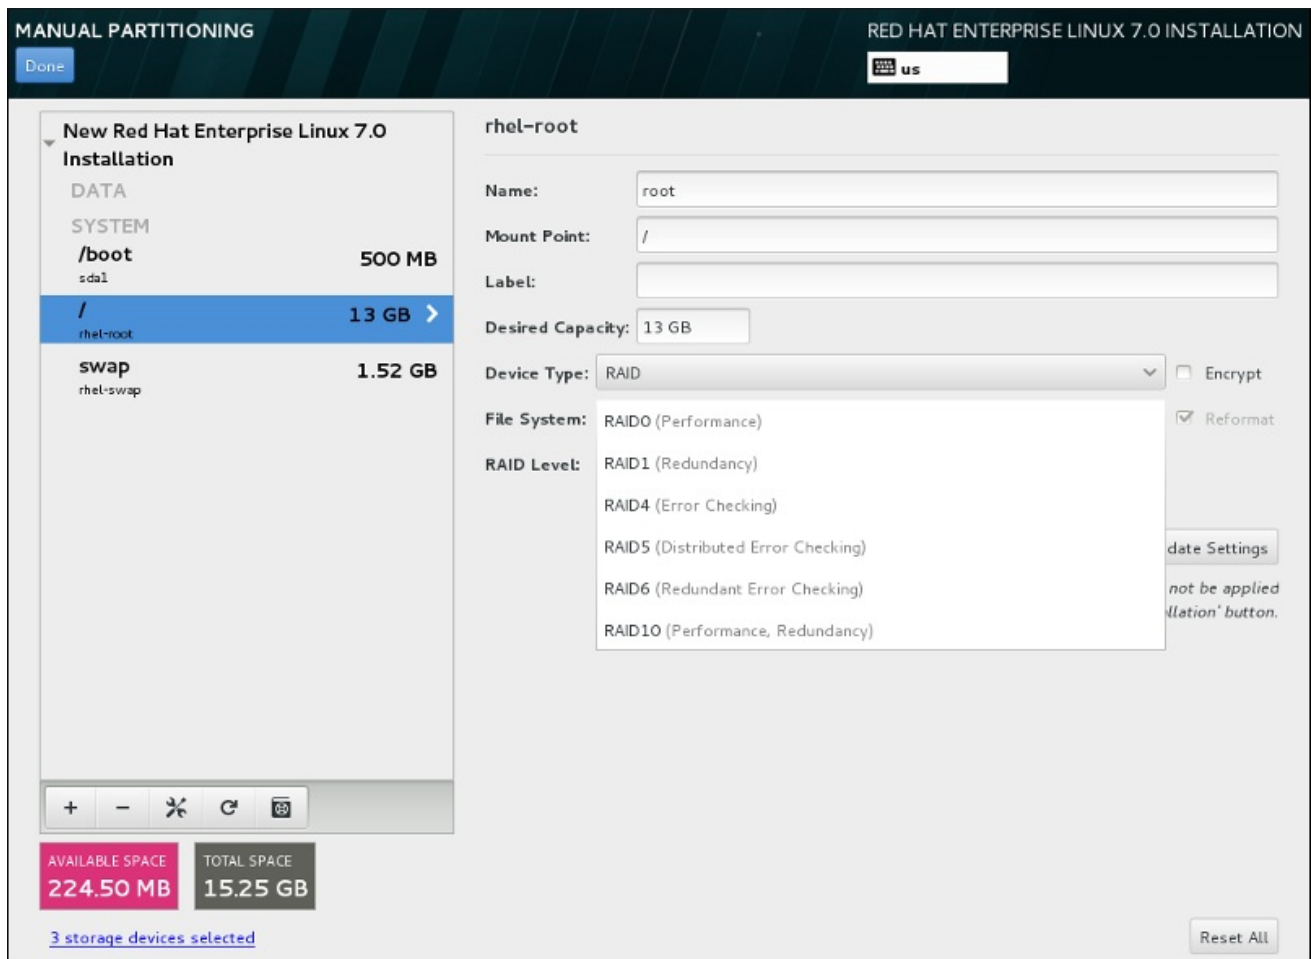 MANUAL PARTITIONING
RED HAT ENTERPRISE LINUX 7.0 INSTALLATION
Done
us
New Red Hat Enterprise Linux 7.0
Installation
DATA
SYSTEM
/boot
500 MB
sda1
/
13 GB
rhel-root
swap
1.52 GB
rhel-swap
rhel-root
Name:
root
Mount Point:
/
Label:
Desired Capacity:
13 GB
Device Type:
RAID
Encrypt
File System:
Reformat
RAID Level:
RAID0 (Performance)
RAID1 (Redundancy)
RAID4 (Error Checking)
RAID5 (Distributed Error Checking)
RAID6 (Redundant Error Checking)
RAID10 (Performance, Redundancy)
date Settings
not be applied
llation' button.
+
-
AVAILABLE SPACE
224.50 MB
TOTAL SPACE
15.25 GB
3 storage devices selected
Reset All